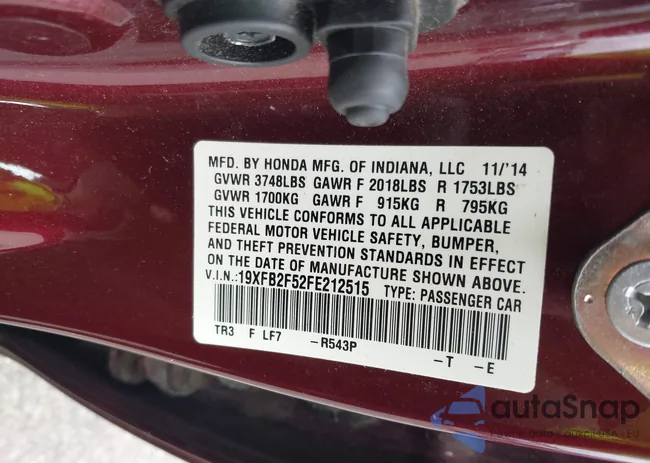 MFD. BY HONDA MFG. OF INDIANA, LLC 11/'14
GVWR 3748LBS GAWR F 2018LBS R 1753LBS
GVWR 1700KG GAWR F 915KG R 795KG
THIS VEHICLE CONFORMS TO ALL APPLICABLE
FEDERAL MOTOR VEHICLE SAFETY, BUMPER,
AND THEFT PREVENTION STANDARDS IN EFFECT
ON THE DATE OF MANUFACTURE SHOWN ABOVE.
V.I.N.:19XFB2F52FE212515 TYPE: PASSENGER CAR
TR3 F LF7 -R543P -T -E
autaSnap